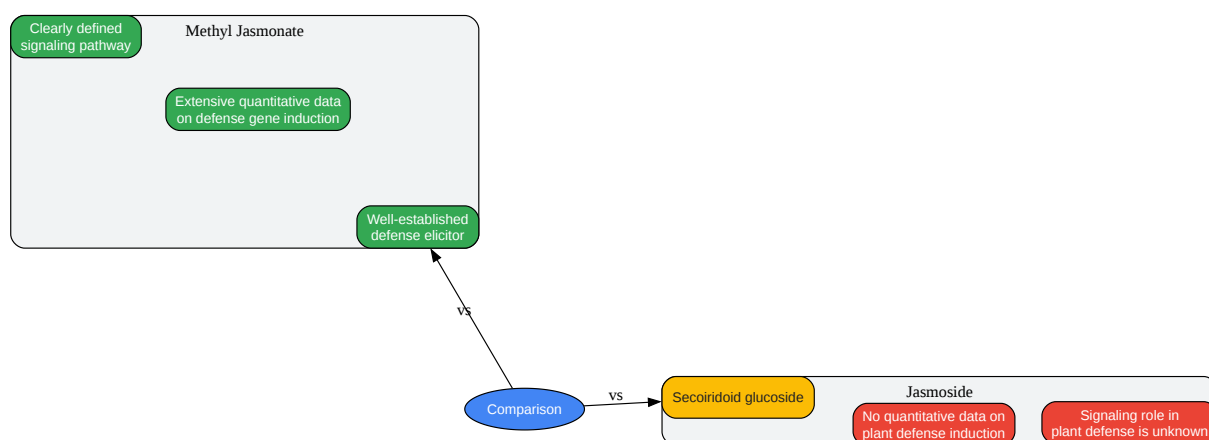 Clearly defined
signaling pathway
Methyl Jasmonate
Extensive quantitative data
on defense gene induction
Well-established
defense elicitor
vs
Comparison
vs
Secoiridoid glucoside
Jasmoside
No quantitative data on
plant defense induction
Signaling role in
plant defense is unknown